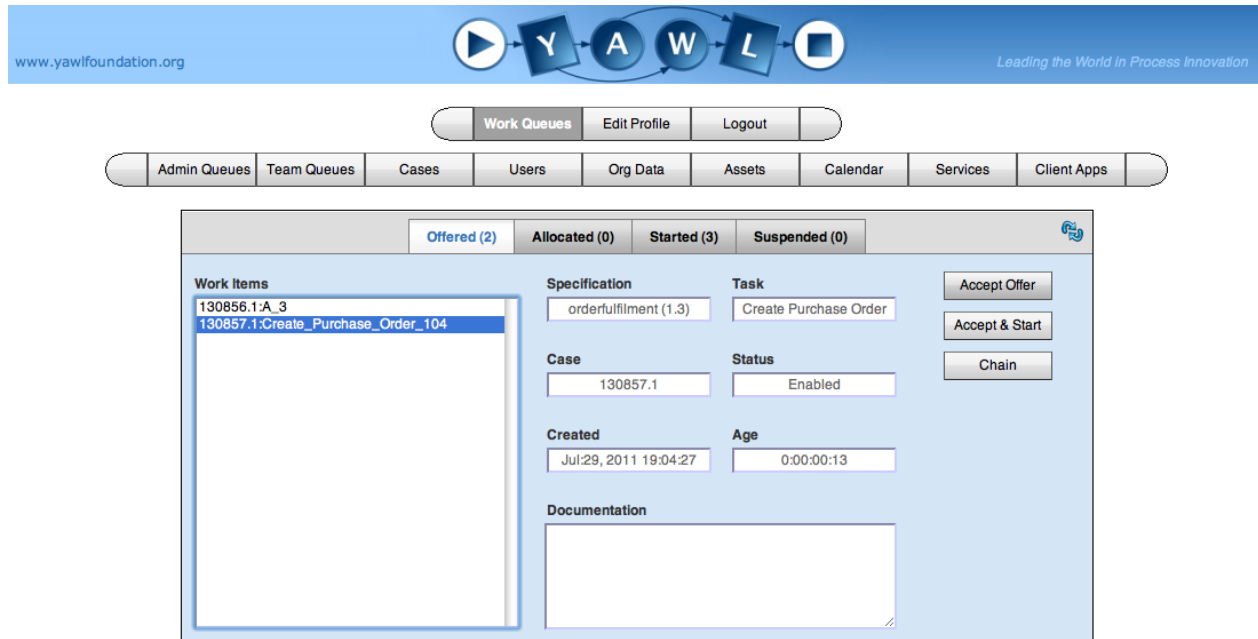 www.yawlfoundation.org
Y A W L
Leading the World in Process Innovation
Work Queues Edit Profile Logout
Admin Queues Team Queues Cases Users Org Data Assets Calendar Services Client Apps
Offered (2) Allocated (0) Started (3) Suspended (0)
Work Items
130856.1:A_3
130857.1:Create_Purchase_Order_104
Specification Task
orderfulfilment (1.3) Create Purchase Order
Case Status
130857.1 Enabled
Created Age
Jul:29, 2011 19:04:27 0:00:00:13
Documentation
Accept Offer
Accept & Start
Chain